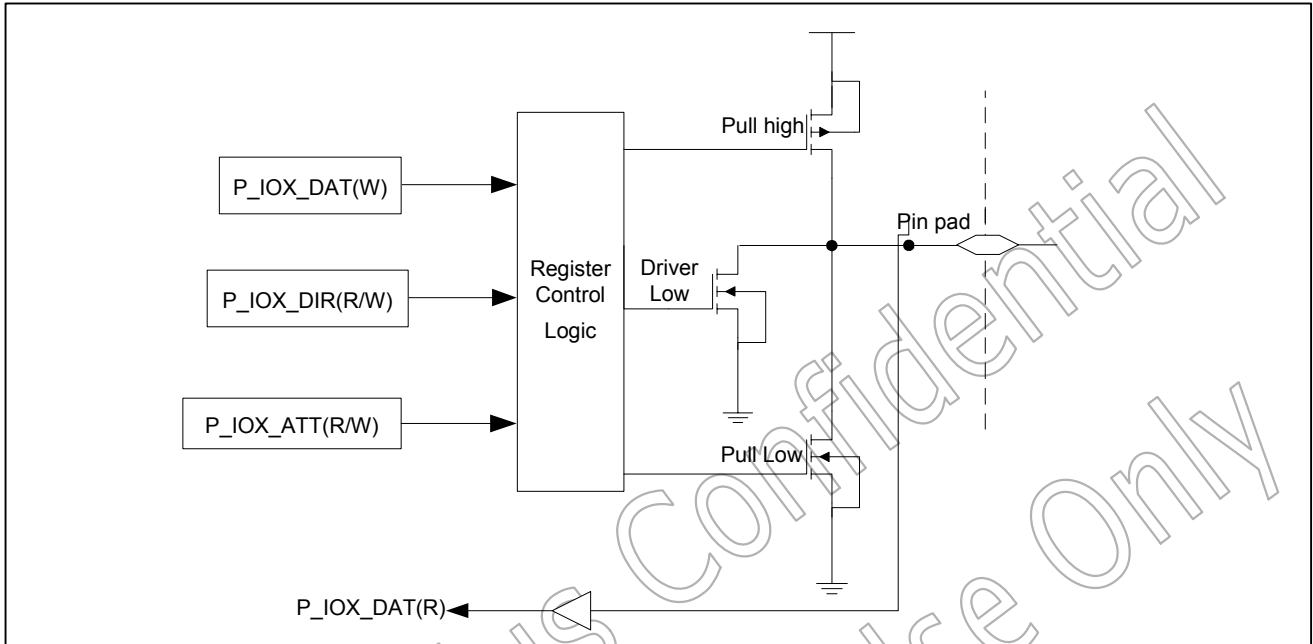 Pull high
P_IOX_DAT(W)
Pin pad
Register
Control
Logic
Driver
Low
P_IOX_DIR(R/W)
P_IOX_ATT(R/W)
Pull Low
P_IOX_DAT(R)
Confidential
Only